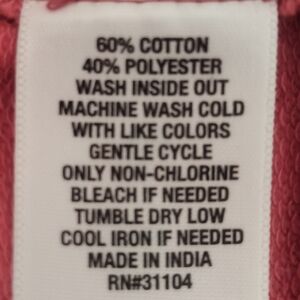 60% COTTON
40% POLYESTER
WASH INSIDE OUT
MACHINE WASH COLD
WITH LIKE COLORS
GENTLE CYCLE
ONLY NON-CHLORINE
BLEACH IF NEEDED
TUMBLE DRY LOW
COOL IRON IF NEEDED
MADE IN INDIA
RN#31104